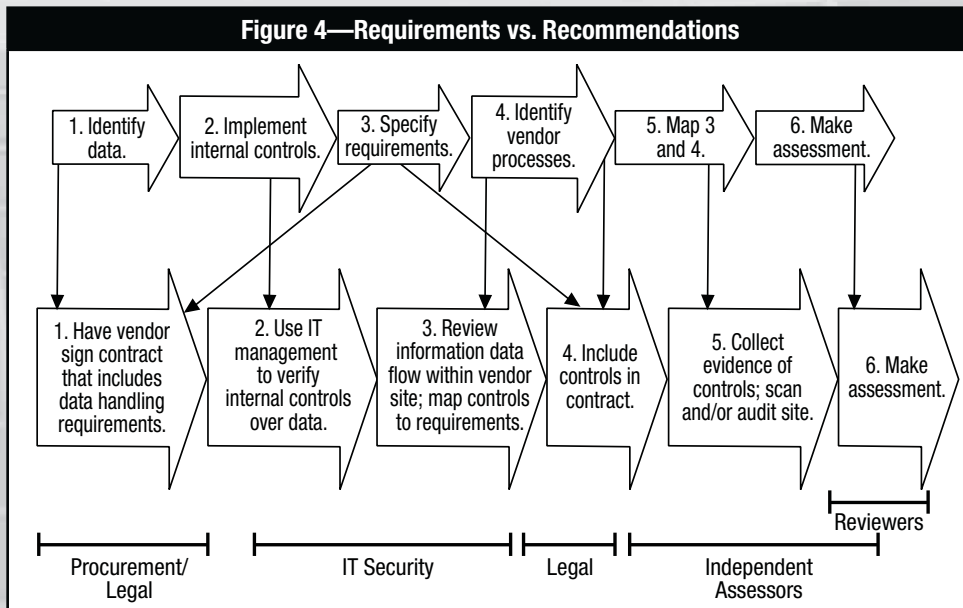 Figure 4—Requirements vs. Recommendations
1. Identify
data.
2. Implement
internal controls.
3. Specify
requirements.
4. Identify
vendor
processes.
5. Map 3
and 4.
6. Make
assessment.
1. Have vendor
sign contract
that includes
data handling
requirements.
2. Use IT
management
to verify
internal controls
over data.
3. Review
information data
flow within vendor
site; map controls
to requirements.
4. Include
controls in
contract.
5. Collect
evidence of
controls; scan
and/or audit site.
6. Make
assessment.
Procurement/
Legal
IT Security
Legal
Independent
Assessors
Reviewers